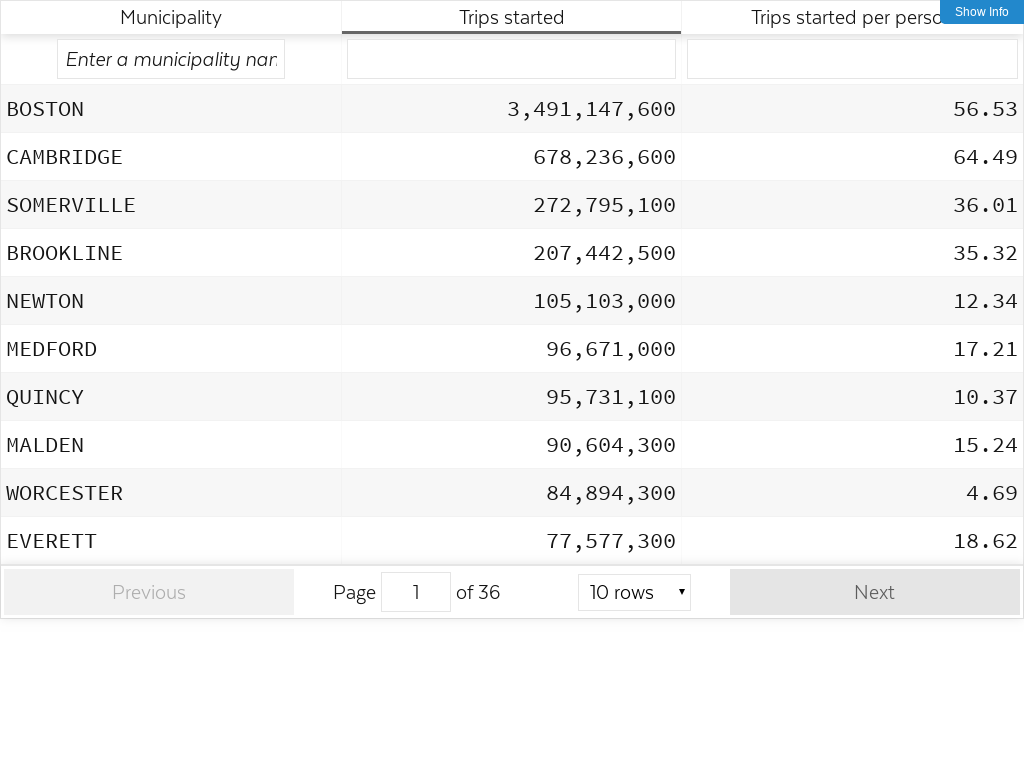 Municipality Trips started Trips started per
Show Info
Enter a municipality
BOSTON 3,491,147,600 56.53
CAMBRIDGE 678,236,600 64.49
SOMERVILLE 272,795,100 36.01
BROOKLINE 207,442,500 35.32
NEWTON 105,103,000 12.34
MEDFORD 96,671,000 17.21
QUINCY 95,731,100 10.37
MALDEN 90,604,300 15.24
WORCESTER 84,894,300 4.69
EVERETT 77,577,300 18.62
Previous Page 1 of 36 10 rows Next